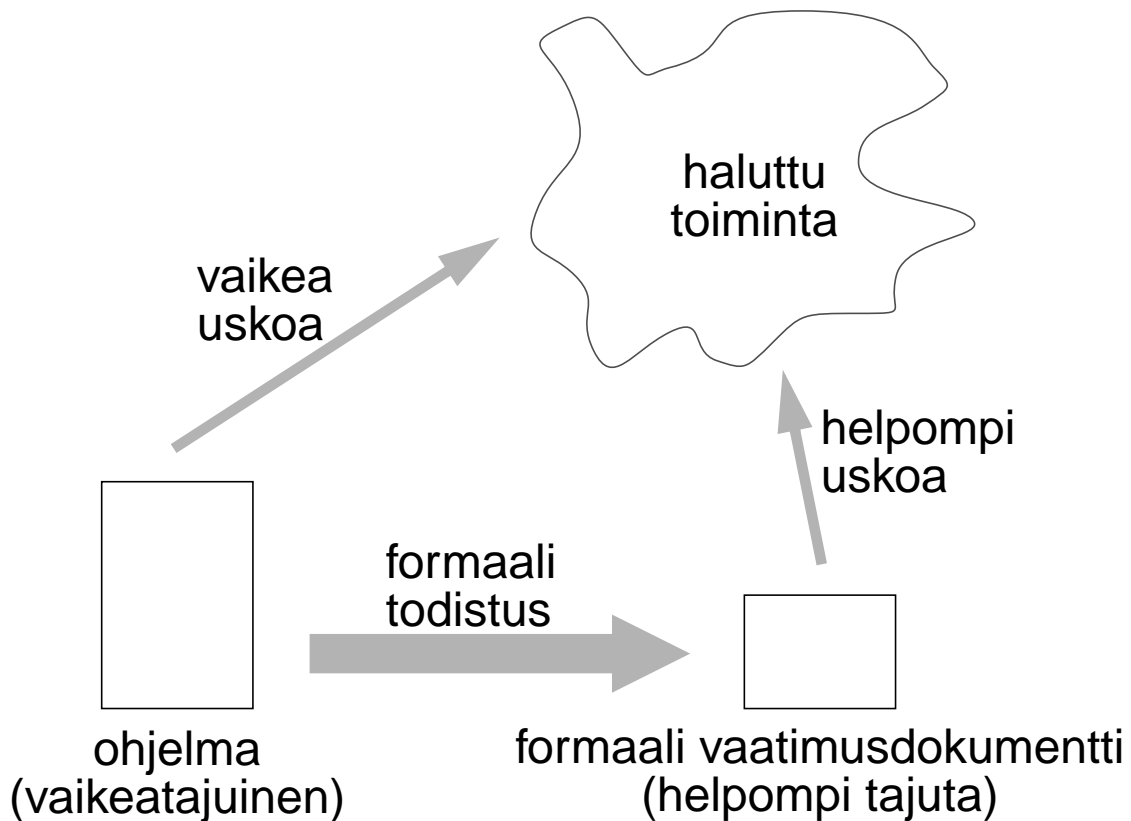 haluttu
toiminta
vaikea
uskoa
helpompi
uskoa
formaali
todistus
ohjelma
(vaikeatajuinen)
formaali vaatimusdokumentti
(helpompi tajuta)